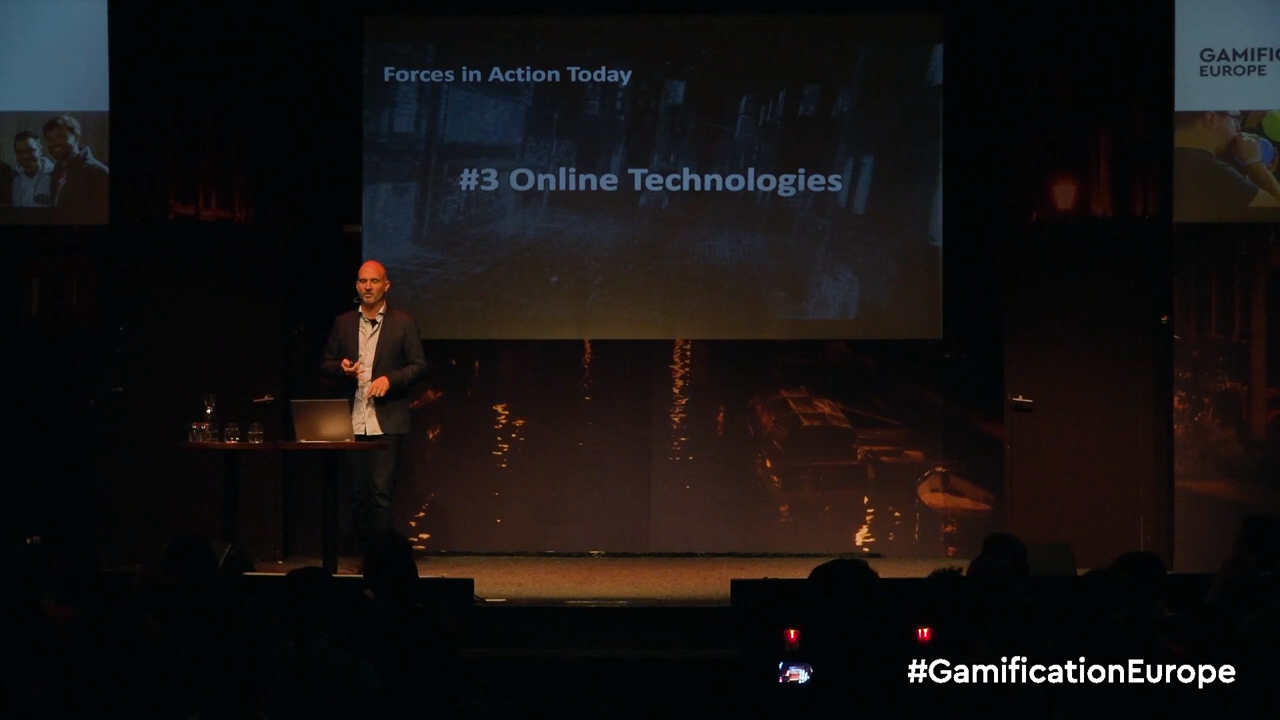 GAMIFIC
EUROPE
Forces in Action Today
#3 Online Technologies
#GamificationEurope